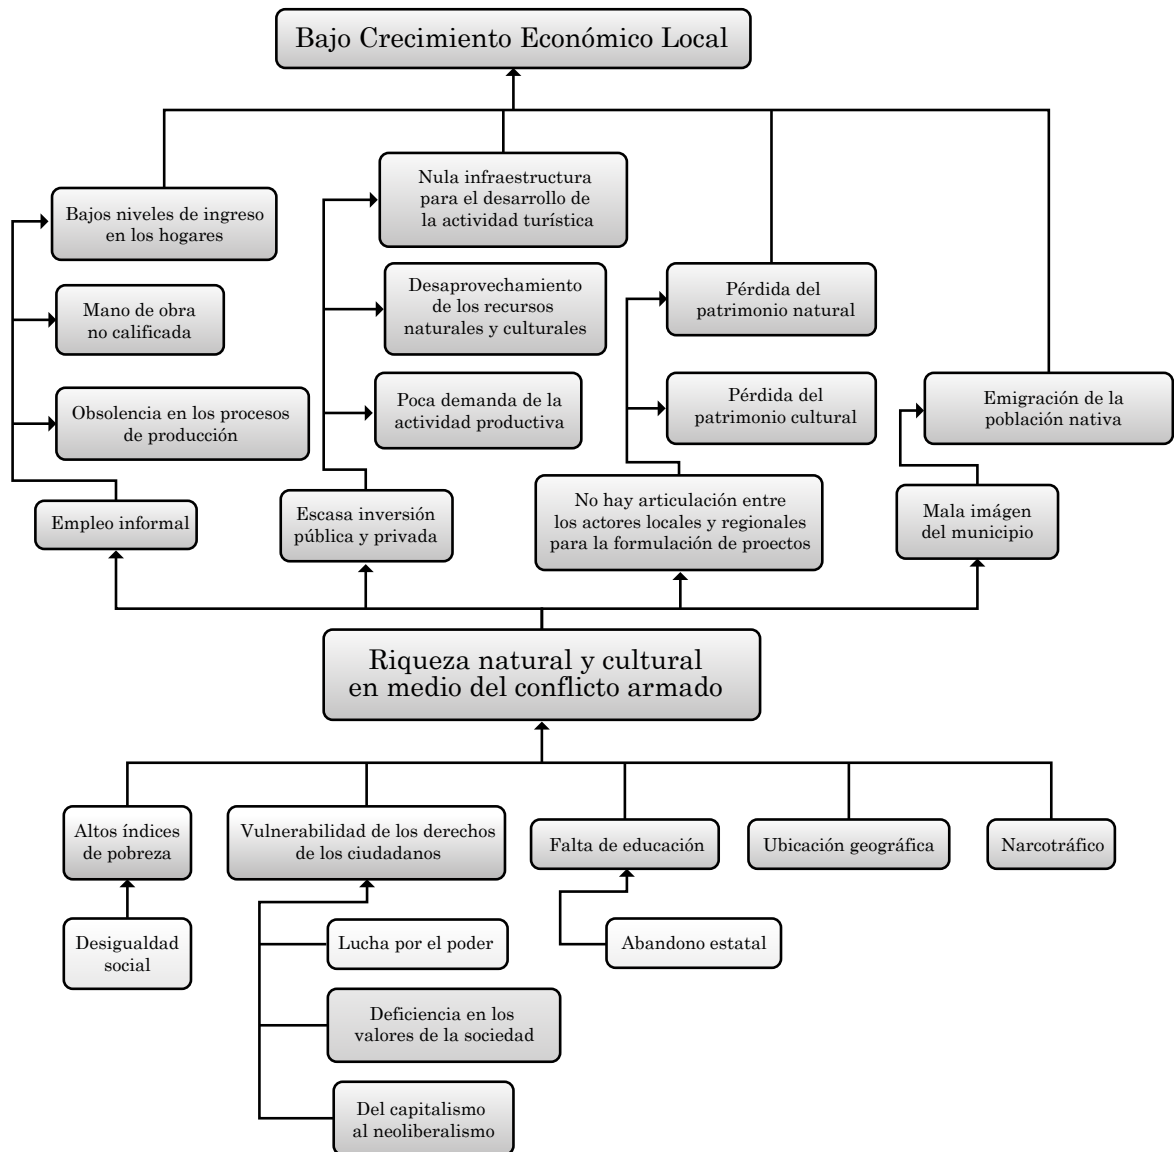 Bajo Crecimiento Económico Local
Nula infraestructura
para el desarrollo de
la actividad turística
Bajos niveles de ingreso
en los hogares
Desaprovechamiento
de los recursos
naturales y culturales
Pérdida del
patrimonio natural
Mano de obra
no calificada
Obsolencia en los procesos
de producción
Poca demanda de la
actividad productiva
Pérdida del
patrimonio cultural
Emigración de la
población nativa
Empleo informal
Escasa inversión
pública y privada
No hay articulación entre
los actores locales y regionales
para la formulación de proectos
Mala imágen
del municipio
Riqueza natural y cultural
en medio del conflicto armado
Altos índices
de pobreza
Vulnerabilidad de los derechos
de los ciudadanos
Falta de educación
Ubicación geográfica
Narcotráfico
Desigualdad
social
Lucha por el poder
Abandono estatal
Deficiencia en los
valores de la sociedad
Del capitalismo
al neoliberalismo